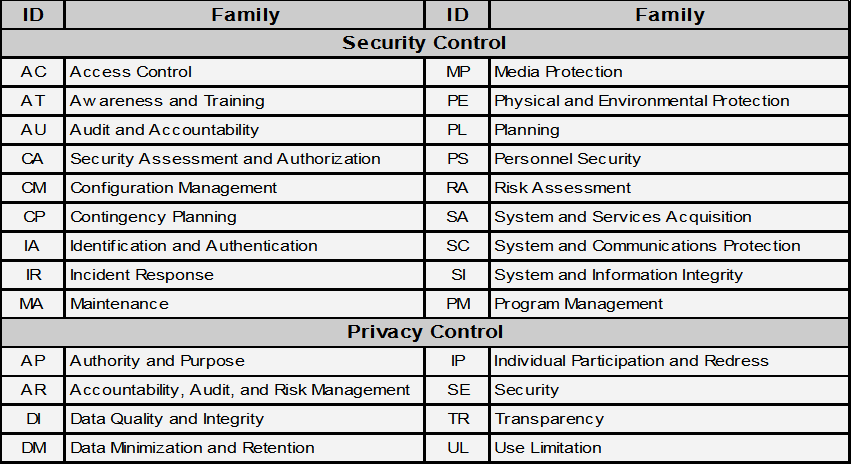 ID Family ID Family
Security Control
AC Access Control MP Media Protection
AT Awareness and Training PE Physical and Environmental Protection
AU Audit and Accountability PL Planning
CA Security Assessment and Authorization PS Personnel Security
CM Configuration Management RA Risk Assessment
CP Contingency Planning SA System and Services Acquisition
IA Identification and Authentication SC System and Communications Protection
IR Incident Response SI System and Information Integrity
MA Maintenance PM Program Management
Privacy Control
AP Authority and Purpose IP Individual Participation and Redress
AR Accountability, Audit, and Risk Management SE Security
DI Data Quality and Integrity TR Transparency
DM Data Minimization and Retention UL Use Limitation